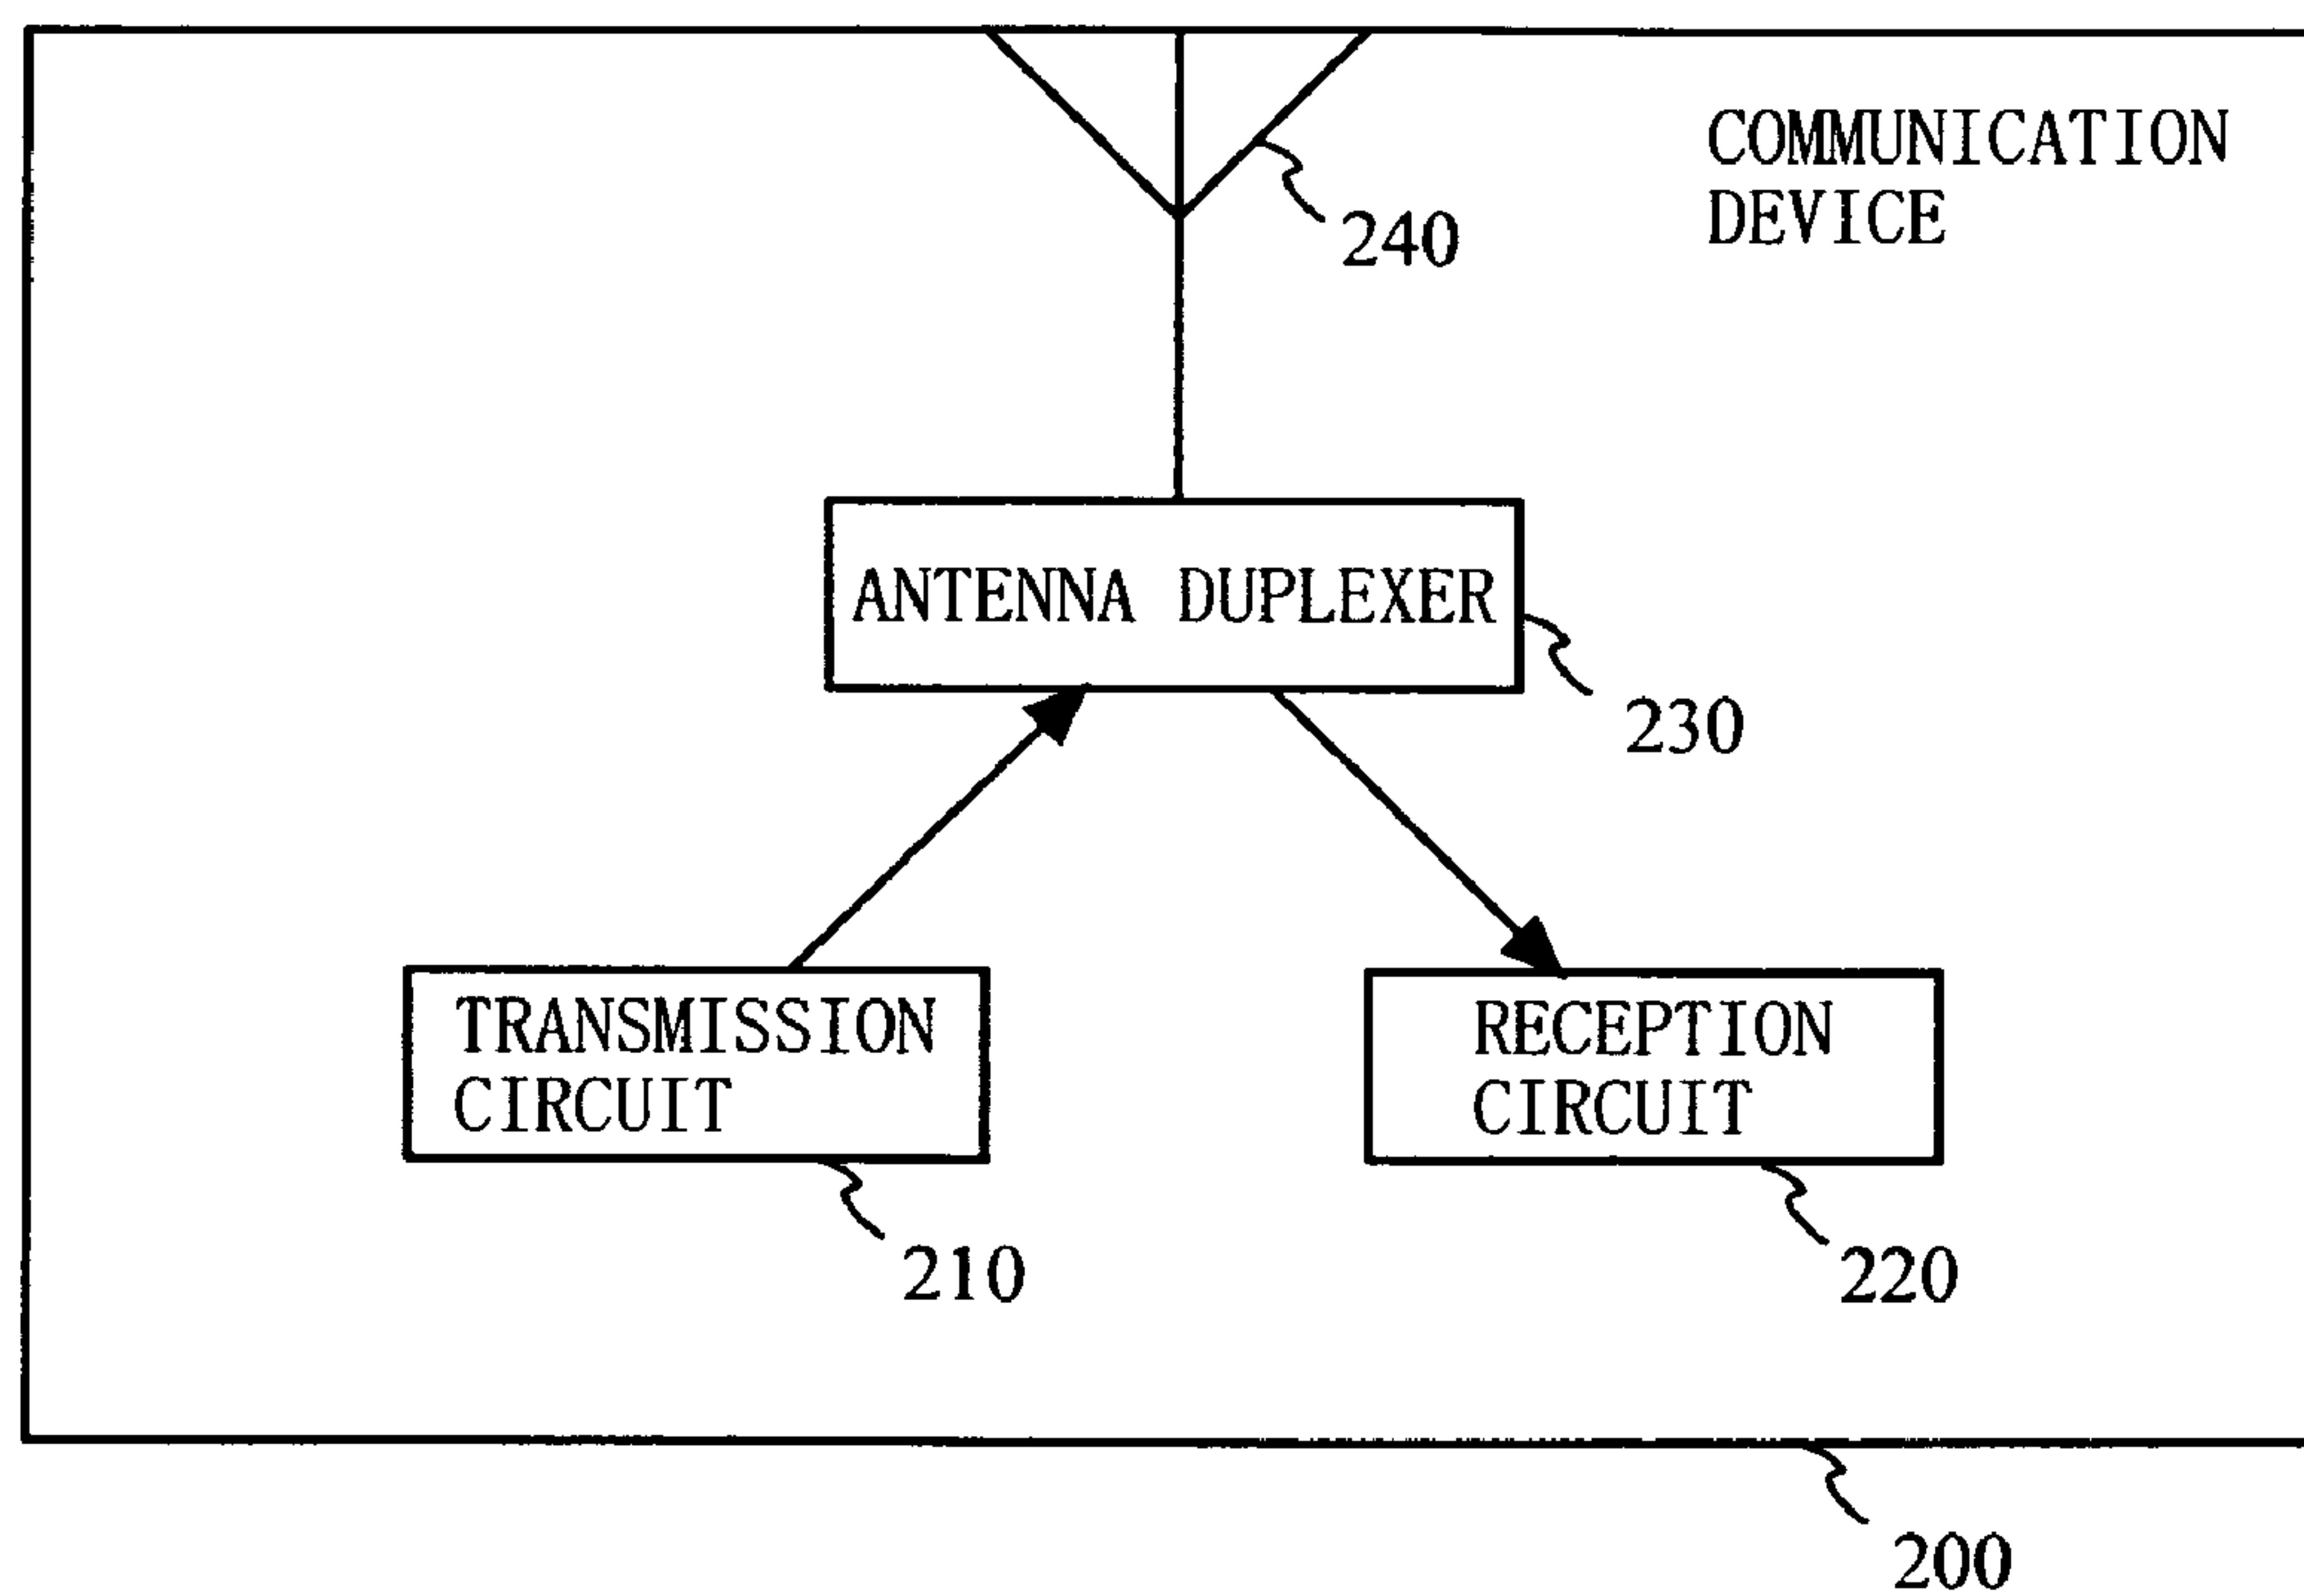 COMMUNICATION
DEVICE
240
ANTENNA DUPLEXER
230
TRANSMISSION
CIRCUIT
RECEPTION
CIRCUIT
210
220
200